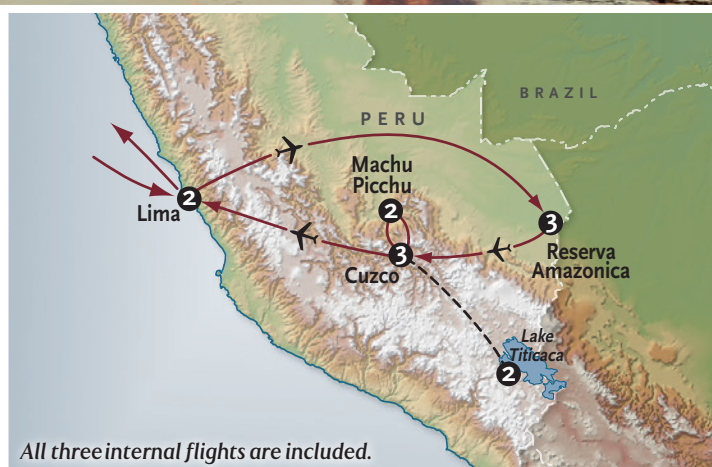 BRAZIL
PERU
Machu
Picchu
2
2
Lima
3
Reserva
Amazonica
3
Cuzco
Lake
Titicaca
2
All three internal flights are included.